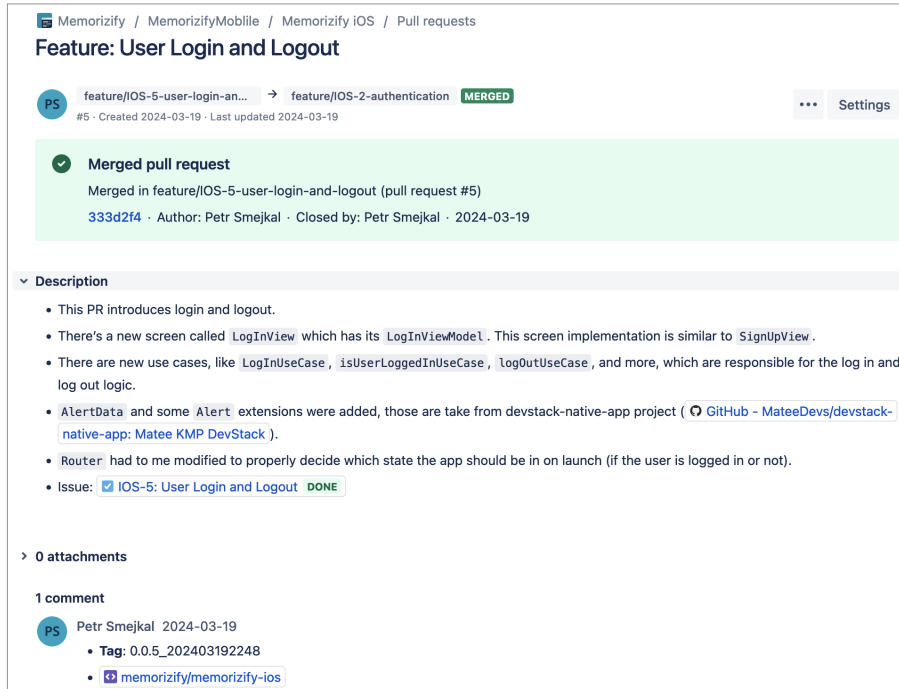 Memorizify / MemorizifyMoblile / Memorizify iOS / Pull requests
Feature: User Login and Logout
PS
feature/IOS-5-user-login-an... → feature/IOS-2-authentication MERGED
#5 · Created 2024-03-19 · Last updated 2024-03-19
••• Settings
Merged pull request
Merged in feature/IOS-5-user-login-and-logout (pull request #5)
333d2f4 · Author: Petr Smejkal · Closed by: Petr Smejkal · 2024-03-19
Description
• This PR introduces login and logout.
• There's a new screen called LogInView which has its LogInViewModel. This screen implementation is similar to SignUpView.
• There are new use cases, like LogInUseCase, isUserLoggedInUseCase, logOutUseCase, and more, which are responsible for the log in and
log out logic.
• AlertData and some Alert extensions were added, those are take from devstack-native-app project ( GitHub - MateeDevs/devstack-
native-app: Matee KMP DevStack ).
• Router had to me modified to properly decide which state the app should be in on launch (if the user is logged in or not).
• Issue: IOS-5: User Login and Logout DONE
0 attachments
1 comment
PS
Petr Smejkal 2024-03-19
• Tag: 0.0.5_202403192248
• memorizify/memorizify-ios